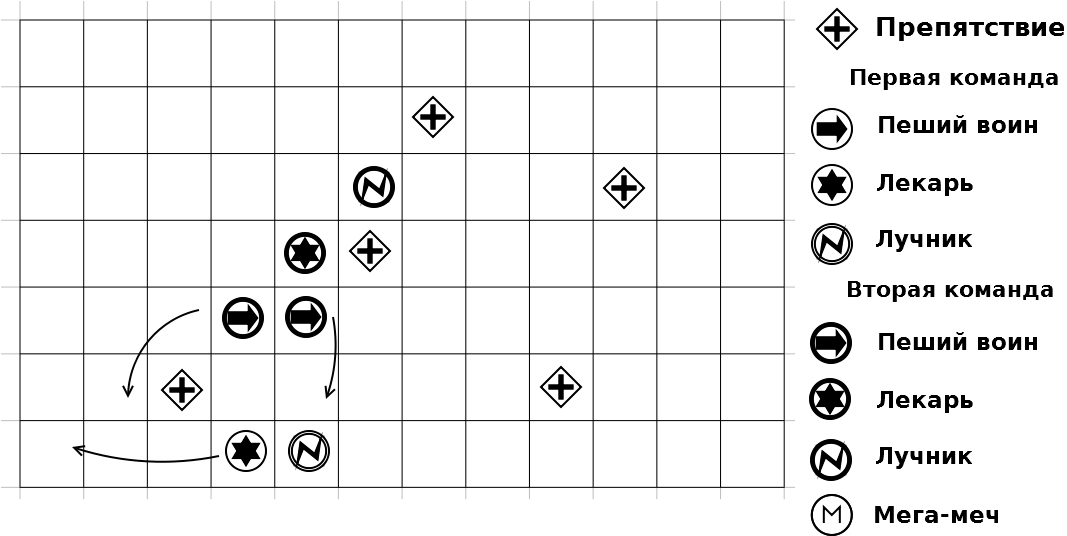 Препятствие
Первая команда
Пеший воин
Лекарь
Лучник
Вторая команда
Пеший воин
Лекарь
Лучник
М Мега-меч